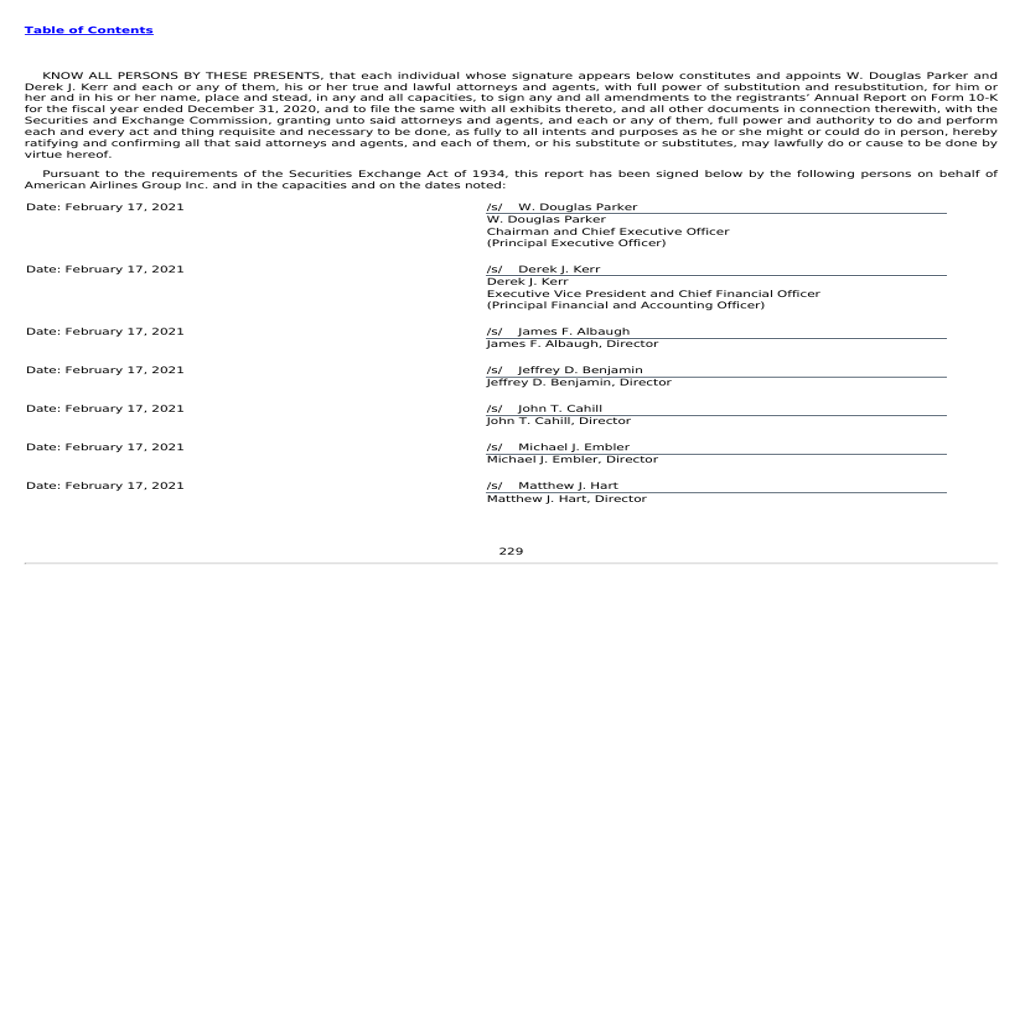 Table of Contents
KNOW ALL PERSONS BY THESE PRESENTS, that each individual whose signature appears below constitutes and appoints W. Douglas Parker and
Derek J. Kerr and each or any of them, his or her true and lawful attorneys and agents, with full power of substitution and resubstitution, for him or
her and in his or her name, place and stead, in any and all capacities, to sign any and all amendments to the registrants’ Annual Report on Form 10-K
for the fiscal year ended December 31, 2020, and to file the same with all exhibits thereto, and all other documents in connection therewith, with the
Securities and Exchange Commission, granting unto said attorneys and agents, and each or any of them, full power and authority to do and perform
each and every act and thing requisite and necessary to be done, as fully to all intents and purposes as he or she might or could do in person, hereby
ratifying and confirming all that said attorneys and agents, and each of them, or his substitute or substitutes, may lawfully do or cause to be done by
virtue hereof.
Pursuant to the requirements of the Securities Exchange Act of 1934, this report has been signed below by the following persons on behalf of
American Airlines Group Inc. and in the capacities and on the dates noted:
Date: February 17, 2021 /s/ W. Douglas Parker
W. Douglas Parker
Chairman and Chief Executive Officer
(Principal Executive Officer)
Date: February 17, 2021 /s/ Derek J. Kerr
Derek J. Kerr
Executive Vice President and Chief Financial Officer
(Principal Financial and Accounting Officer)
Date: February 17, 2021 /s/ James F. Albaugh
James F. Albaugh, Director
Date: February 17, 2021 /s/ Jeffrey D. Benjamin
Jeffrey D. Benjamin, Director
Date: February 17, 2021 /s/ John T. Cahill
John T. Cahill, Director
Date: February 17, 2021 /s/ Michael J. Embler
Michael J. Embler, Director
Date: February 17, 2021 /s/ Matthew J. Hart
Matthew J. Hart, Director
229